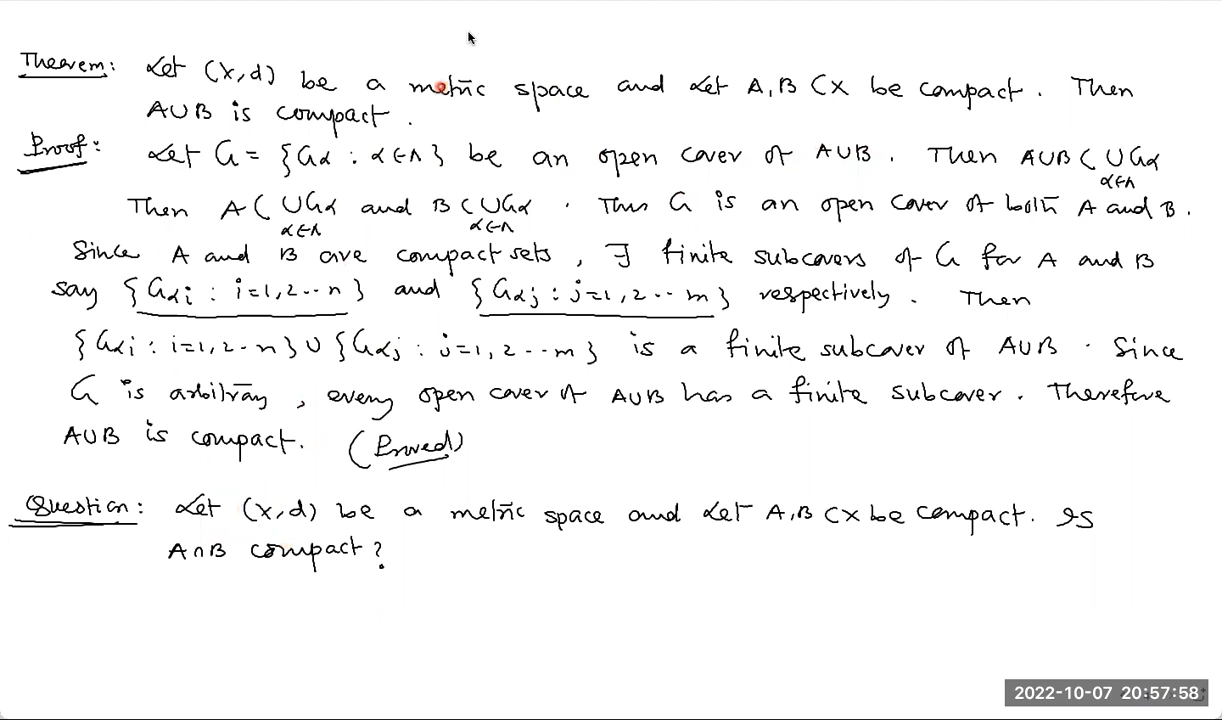 Theorem: Let (X,d) be a metric space and Let A,B ⊂ X be compact. Then
A∪B is compact.
Proof: Let G = {Gα : α∈Λ} be an open cover of A∪B. Then A∪B ⊂ ∪Gα
α∈Λ
Then A ⊂ ∪Gα and B ⊂ ∪Gα. Thus G is an open cover of both A and B.
α∈Λ α∈Λ
Since A and B are compact sets, ∃ finite subcovers of G for A and B
say {Gαi : i=1,2...n} and {Gαj : j=1,2...m} respectively. Then
{Gαi : i=1,2..n} ∪ {Gαj : j=1,2...m} is a finite subcover of A∪B. Since
G is arbitrary, every open cover of A∪B has a finite subcover. Therefore
A∪B is compact. (Proved)
Question: Let (X,d) be a metric space and Let A,B ⊂ X be compact. Is
A∩B compact?
2022-10-07 20:57:58